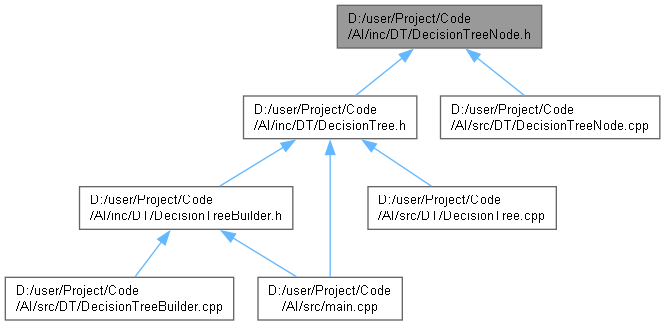 D:/user/Project/Code
/AI/inc/DT/DecisionTreeNode.h
D:/user/Project/Code
/AI/inc/DT/DecisionTree.h
D:/user/Project/Code
/AI/src/DT/DecisionTreeNode.cpp
D:/user/Project/Code
/AI/inc/DT/DecisionTreeBuilder.h
D:/user/Project/Code
/AI/src/DT/DecisionTree.cpp
D:/user/Project/Code
/AI/src/DT/DecisionTreeBuilder.cpp
D:/user/Project/Code
/AI/src/main.cpp